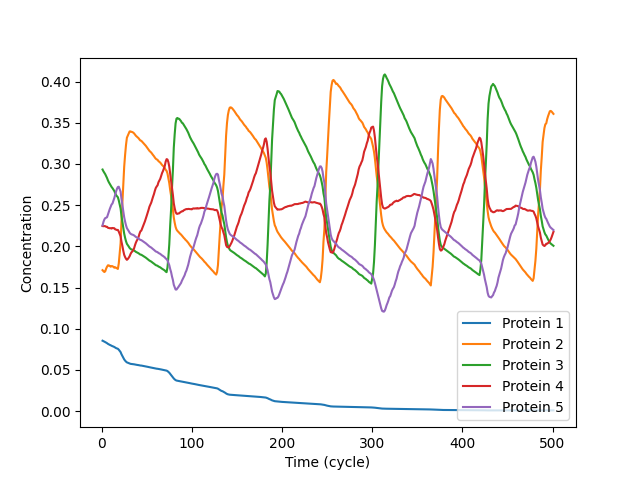 0.40
0.35
0.30
0.25
0.20
0.15
0.10
0.05
0.00
Concentration
0 100 200 300 400 500
Time (cycle)
Protein 1
Protein 2
Protein 3
Protein 4
Protein 5